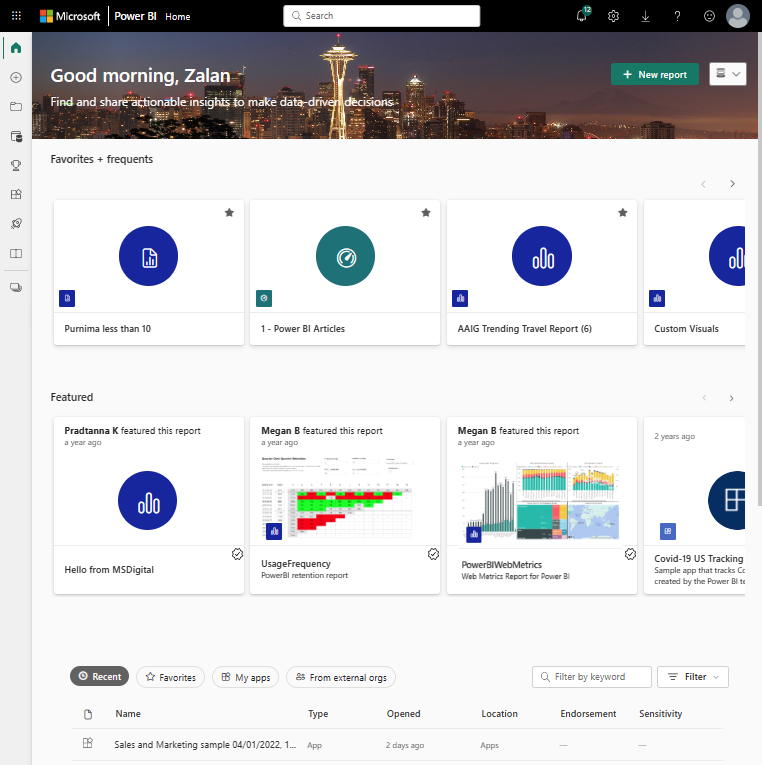 Microsoft Power BI Home
Search
12
Good morning, Zalan
Find and share actionable insights to make data-driven decisions
New report
Favorites + frequents
Purnima less than 10
1 - Power BI Articles
AAIG Trending Travel Report (6)
Custom Visuals
Featured
Pradtanna K featured this report
a year ago
Hello from MSDigital
Megan B featured this report
a year ago
Quarter Over Quarter Retention
UsageFrequency
PowerBI retention report
Megan B featured this report
a year ago
PowerBIWebMetrics
Web Metrics Report for Power BI
2 years ago
Covid-19 US Tracking
Sample app that tracks Co
created by the Power BI te
Recent
Favorites
My apps
From external orgs
Filter by keyword
Filter
Name Type Opened Location Endorsement Sensitivity
Sales and Marketing sample 04/01/2022, 1... App 2 days ago Apps — —